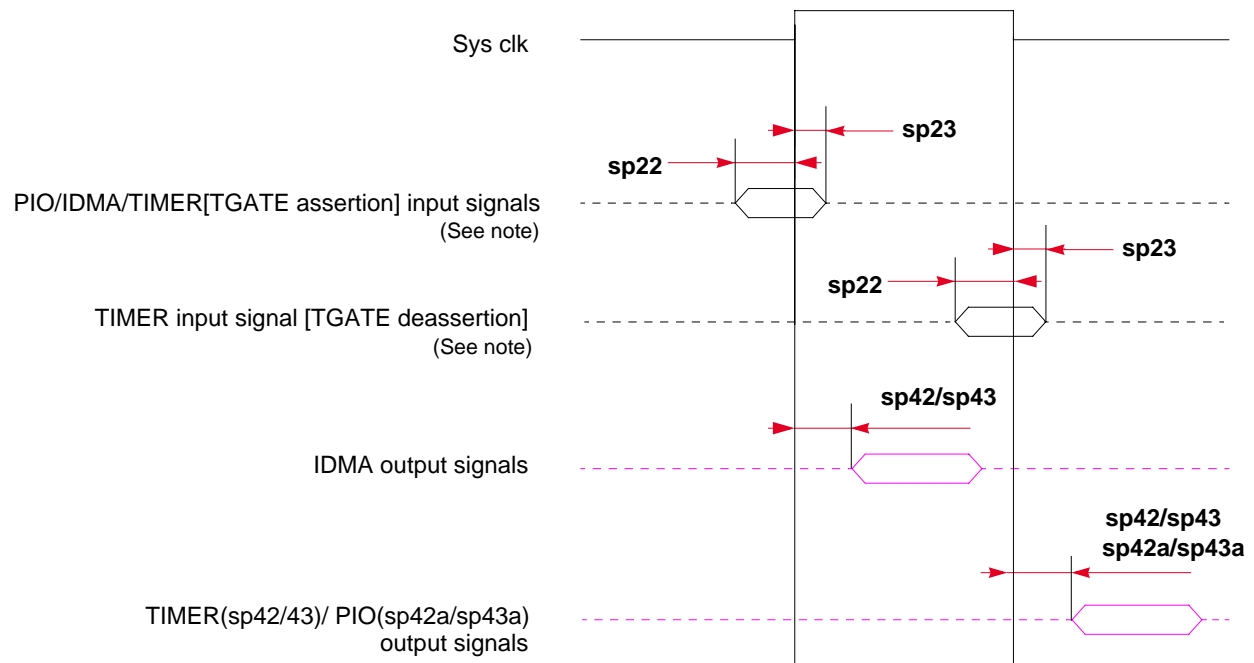 Sys clk
sp23
sp22
PIO/IDMA/TIMER[TGATE assertion] input signals
(See note)
sp23
sp22
TIMER input signal [TGATE deassertion]
(See note)
sp42/sp43
IDMA output signals
sp42/sp43
sp42a/sp43a
TIMER(sp42/43)/ PIO(sp42a/sp43a)
output signals